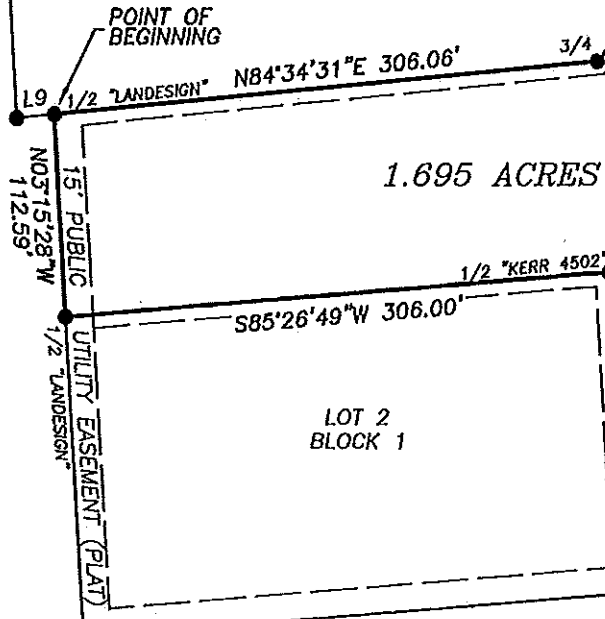 POINT OF
BEGINNING
L9
1/2 "LANDESIGN"
N84°34'31"E 306.06'
3/4
N03°15'28"W
112.59'
15' PUBLIC UTILITY EASEMENT (PLAT)
1.695 ACRES
1/2 "KERR 4502"
S85°26'49"W 306.00'
1/2 "LANDESIGN"
LOT 2
BLOCK 1